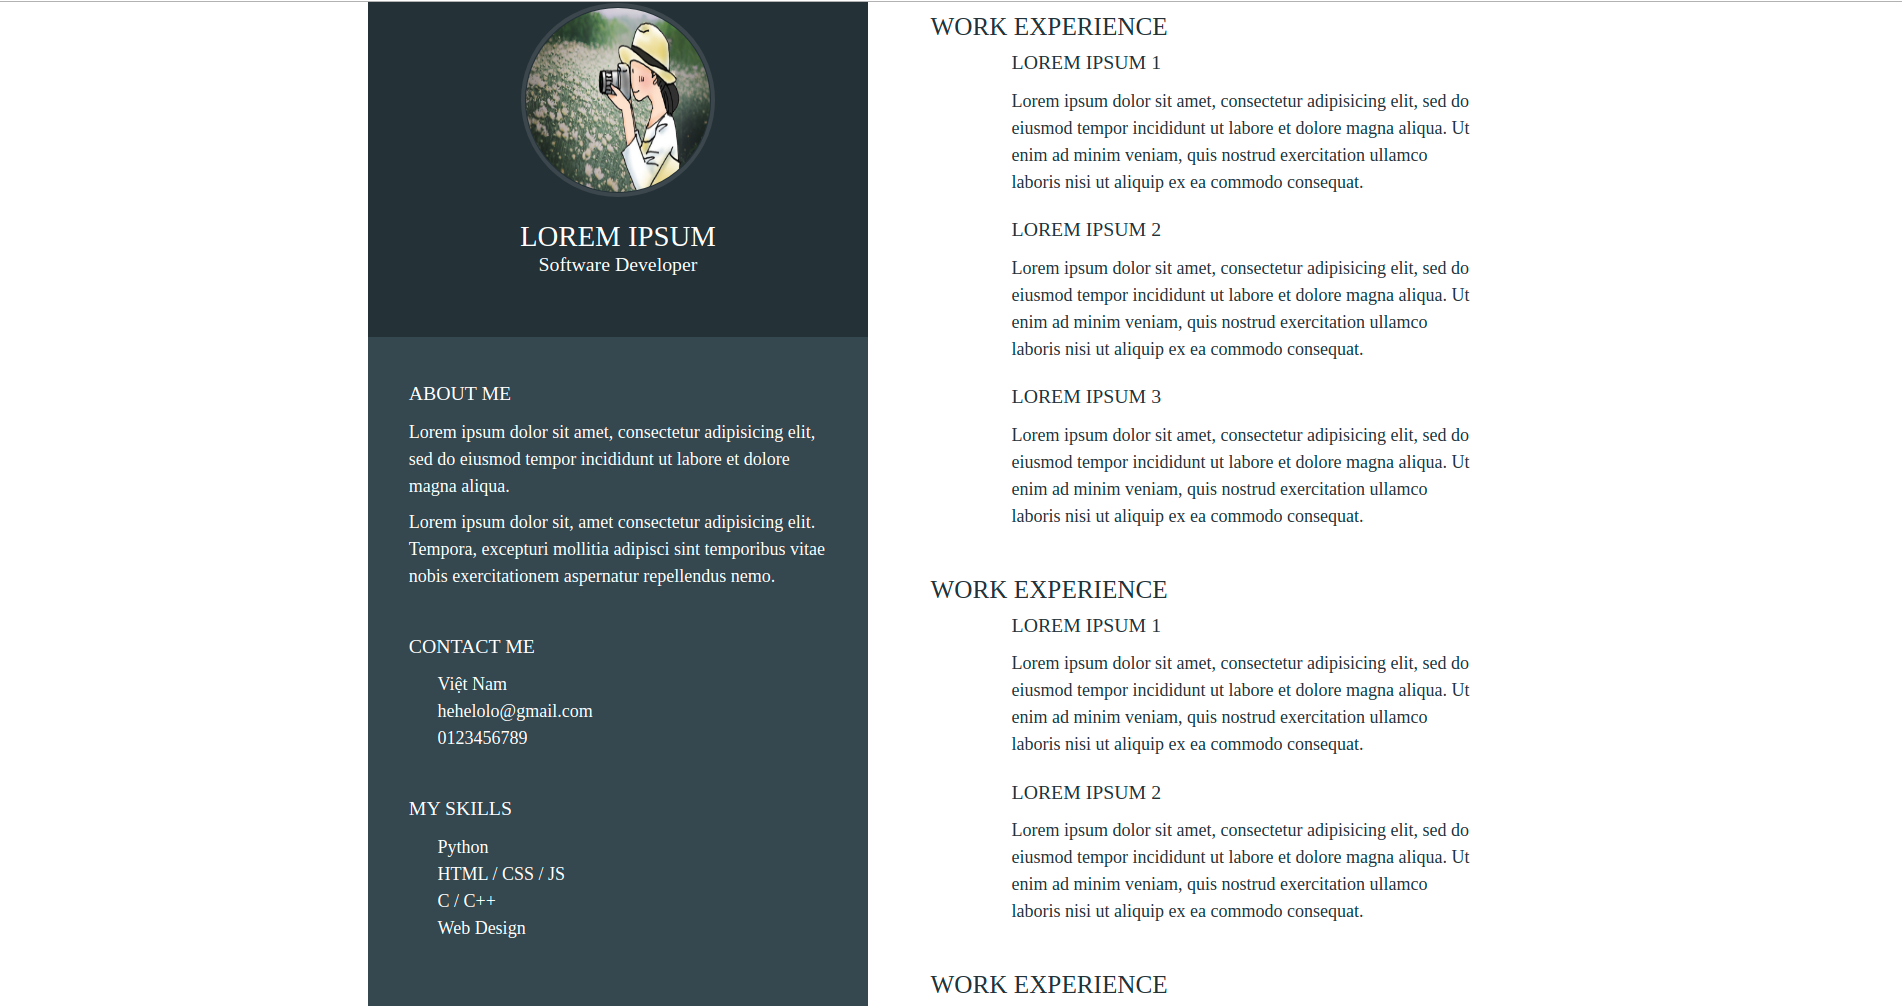 LOREM IPSUM
Software Developer
ABOUT ME
Lorem ipsum dolor sit amet, consectetur adipisicing elit,
sed do eiusmod tempor incididunt ut labore et dolore
magna aliqua.
Lorem ipsum dolor sit, amet consectetur adipisicing elit.
Tempora, excepturi mollitia adipisci sint temporibus vitae
nobis exercitationem aspernatur repellendus nemo.
CONTACT ME
Việt Nam
hehelolo@gmail.com
0123456789
MY SKILLS
Python
HTML / CSS / JS
C / C++
Web Design
WORK EXPERIENCE
LOREM IPSUM 1
Lorem ipsum dolor sit amet, consectetur adipisicing elit, sed do
eiusmod tempor incididunt ut labore et dolore magna aliqua. Ut
enim ad minim veniam, quis nostrud exercitation ullamco
laboris nisi ut aliquip ex ea commodo consequat.
LOREM IPSUM 2
Lorem ipsum dolor sit amet, consectetur adipisicing elit, sed do
eiusmod tempor incididunt ut labore et dolore magna aliqua. Ut
enim ad minim veniam, quis nostrud exercitation ullamco
laboris nisi ut aliquip ex ea commodo consequat.
LOREM IPSUM 3
Lorem ipsum dolor sit amet, consectetur adipisicing elit, sed do
eiusmod tempor incididunt ut labore et dolore magna aliqua. Ut
enim ad minim veniam, quis nostrud exercitation ullamco
laboris nisi ut aliquip ex ea commodo consequat.
WORK EXPERIENCE
LOREM IPSUM 1
Lorem ipsum dolor sit amet, consectetur adipisicing elit, sed do
eiusmod tempor incididunt ut labore et dolore magna aliqua. Ut
enim ad minim veniam, quis nostrud exercitation ullamco
laboris nisi ut aliquip ex ea commodo consequat.
LOREM IPSUM 2
Lorem ipsum dolor sit amet, consectetur adipisicing elit, sed do
eiusmod tempor incididunt ut labore et dolore magna aliqua. Ut
enim ad minim veniam, quis nostrud exercitation ullamco
laboris nisi ut aliquip ex ea commodo consequat.
WORK EXPERIENCE